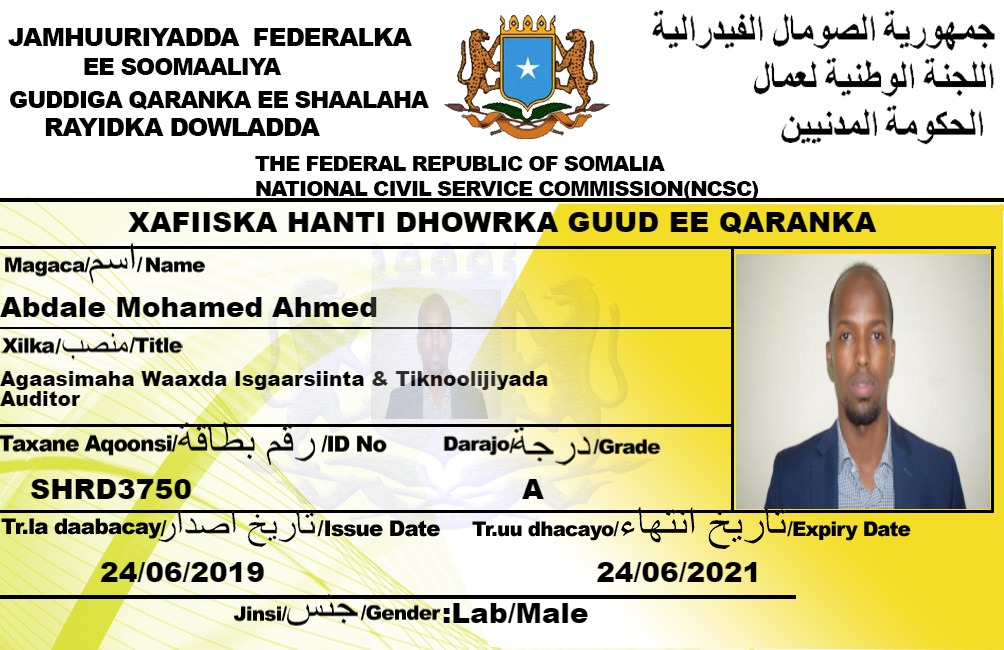 JAMHUURIYADDA FEDERALKA
EE SOOMAALIYA
GUDDIGA QARANKA EE SHAALAHA
RAYIDKA DOWLADDA
جمهورية الصومال الفيدرالية
اللجنة الوطنية لعمال
الحكومة المدنيين
THE FEDERAL REPUBLIC OF SOMALIA
NATIONAL CIVIL SERVICE COMMISSION(NCSC)
XAFIISKA HANTI DHOWRKA GUUD EE QARANKA
Magaca/اسم/Name
Abdale Mohamed Ahmed
Xilka/منصب/Title
Agaasimaha Waaxda Isgaarsiinta & Tiknoolijiyada
Auditor
Taxane Aqoonsi/رقم بطاقة/ID No Darajo/درجة/Grade
SHRD3750 A
Tr.la daabacay/تاريخ اصدار/Issue Date Tr.uu dhacayo/تاريخ انتهاء/Expiry Date
24/06/2019 24/06/2021
Jinsi/جنس/Gender:Lab/Male